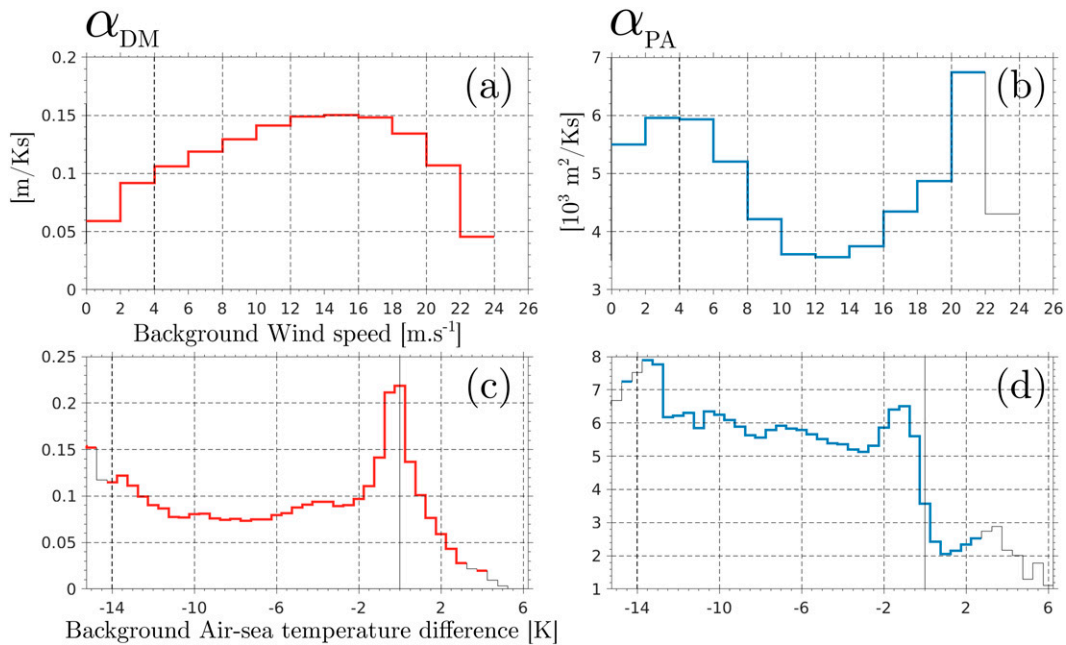 α_DM
α_PA
(a)
(b)
0.2
0.15
0.1
0.05
0
[m/Ks]
7
6
5
4
3
[10³ m²/Ks]
0 2 4 6 8 10 12 14 16 18 20 22 24 26
0 2 4 6 8 10 12 14 16 18 20 22 24 26
Background Wind speed [m.s⁻¹]
(c)
(d)
0.25
0.2
0.15
0.1
0.05
0
8
7
6
5
4
3
2
1
-14 -10 -6 -2 2 6
-14 -10 -6 -2 2 6
Background Air-sea temperature difference [K]